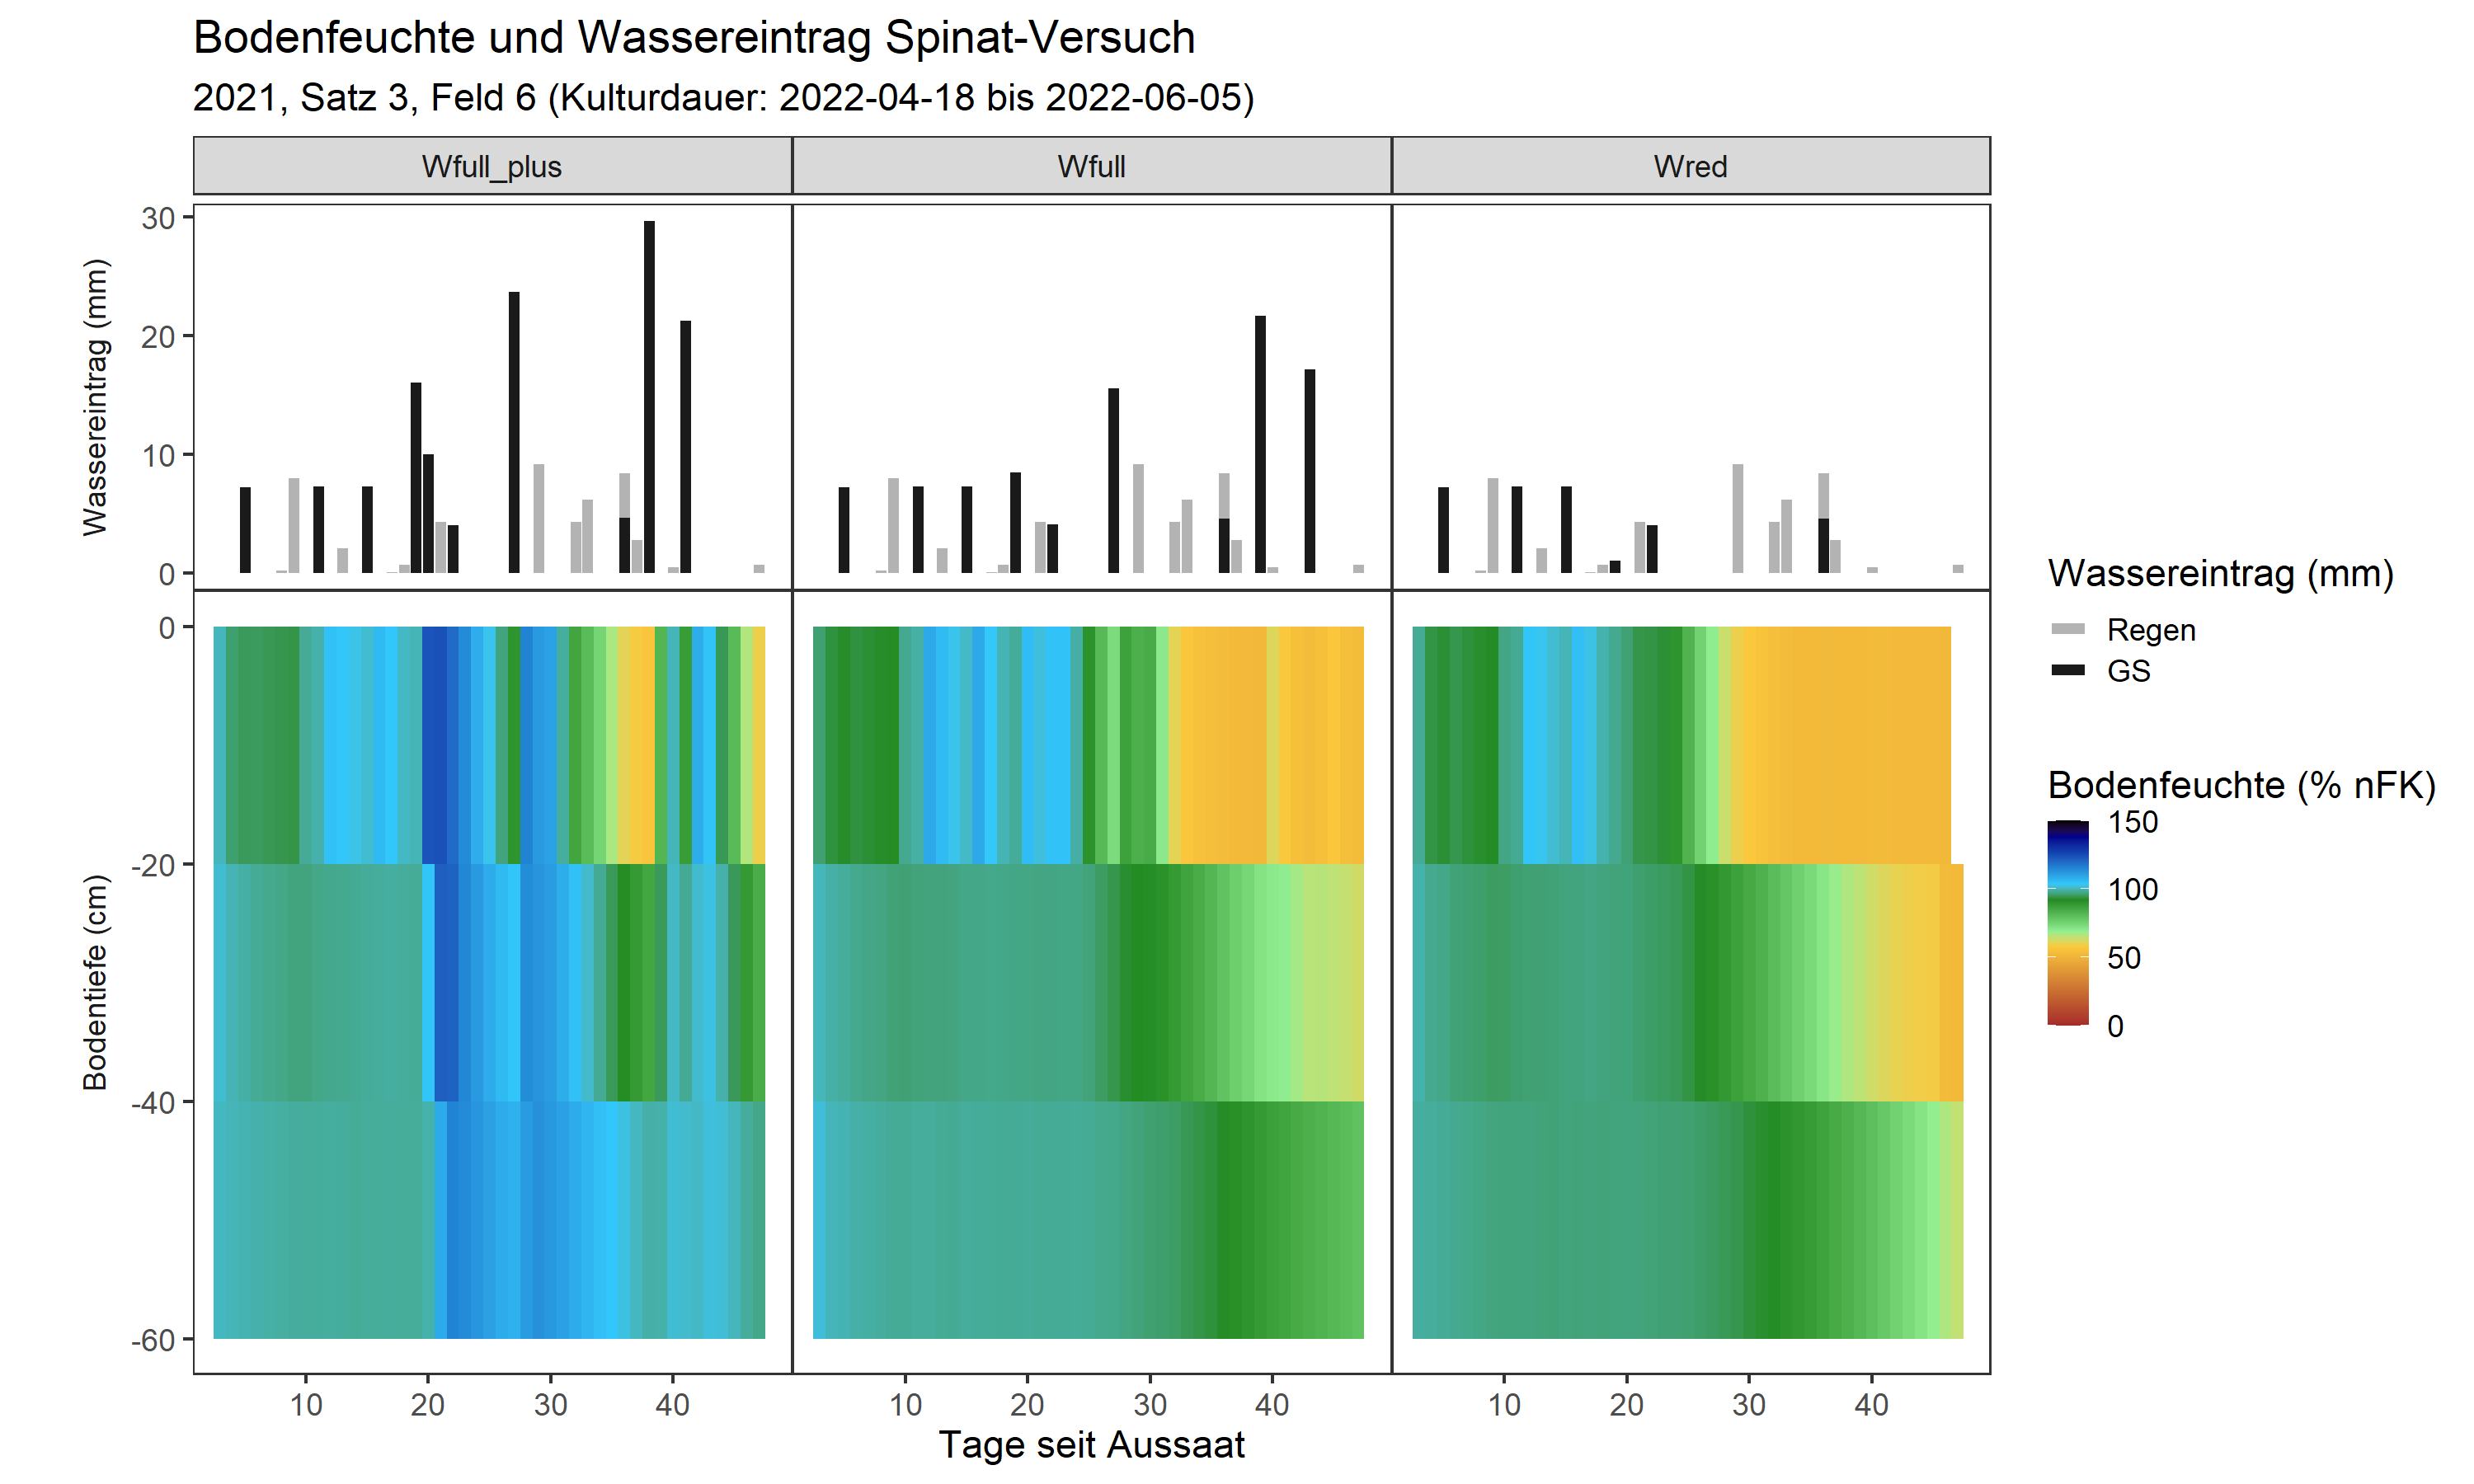 Bodenfeuchte und Wassereintrag Spinat-Versuch
2021, Satz 3, Feld 6 (Kulturdauer: 2022-04-18 bis 2022-06-05)
Wfull_plus Wfull Wred
Wassereintrag (mm)
30
20
10
0
Bodentiefe (cm)
0
-20
-40
-60
10 20 30 40 10 20 30 40 10 20 30 40
Tage seit Aussaat
Wassereintrag (mm)
Regen
GS
Bodenfeuchte (% nFK)
150
100
50
0